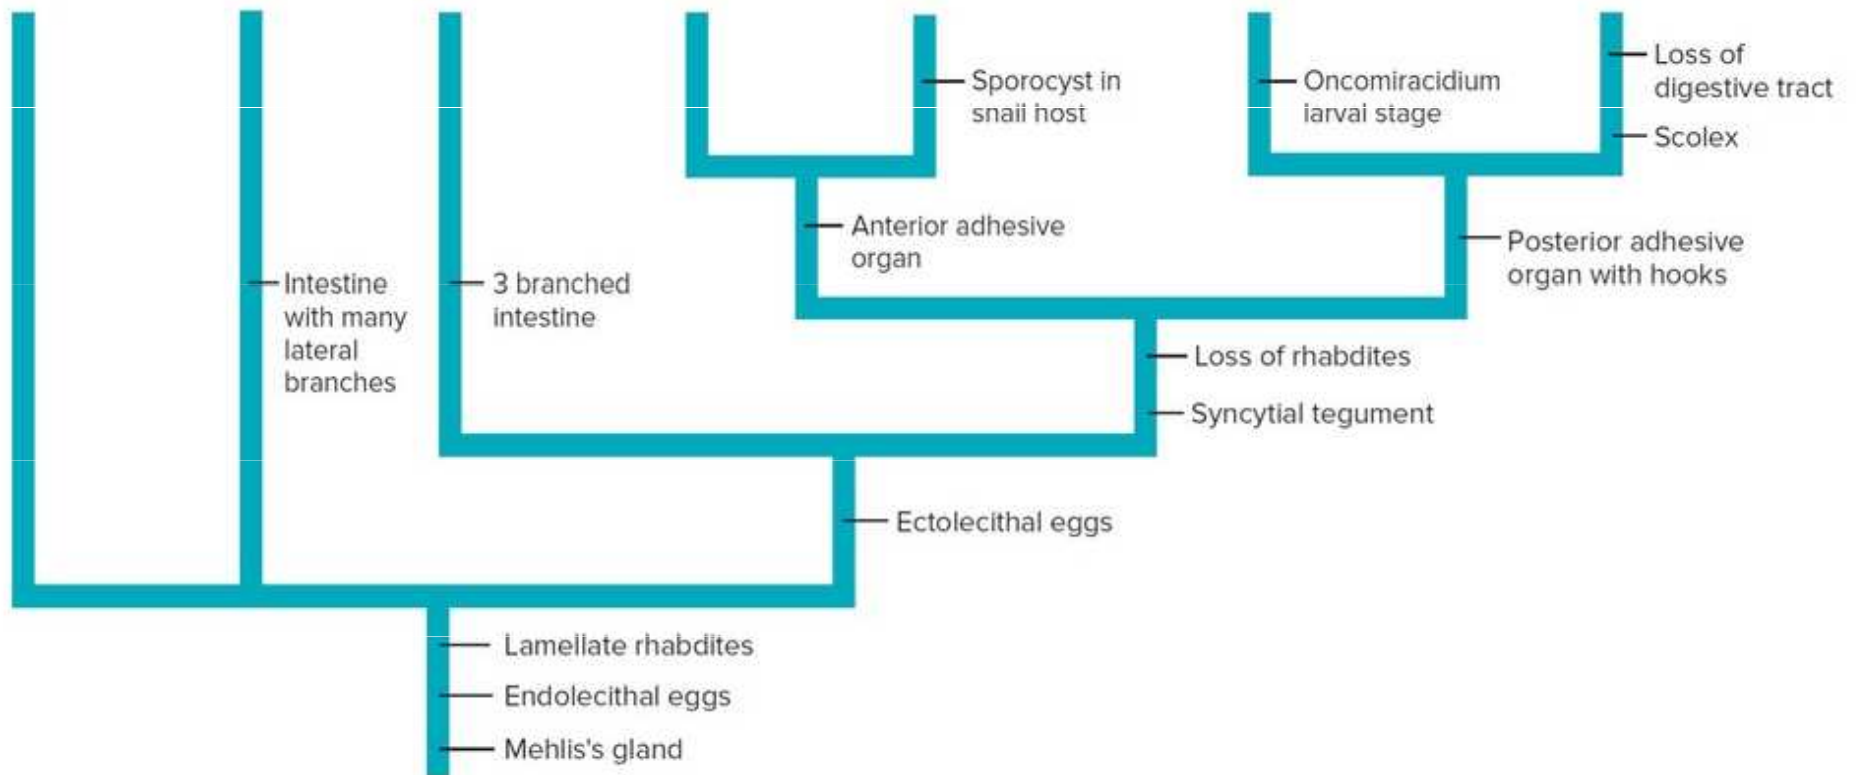 Loss of
digestive tract
Sporocyst in
snail host
Oncomiracidium
larval stage
Scolex
Anterior adhesive
organ
Posterior adhesive
organ with hooks
Intestine
with many
lateral
branches
3 branched
intestine
Loss of rhabdites
Syncytial tegument
Ectolecithal eggs
Lamellate rhabdites
Endolecithal eggs
Mehlis's gland